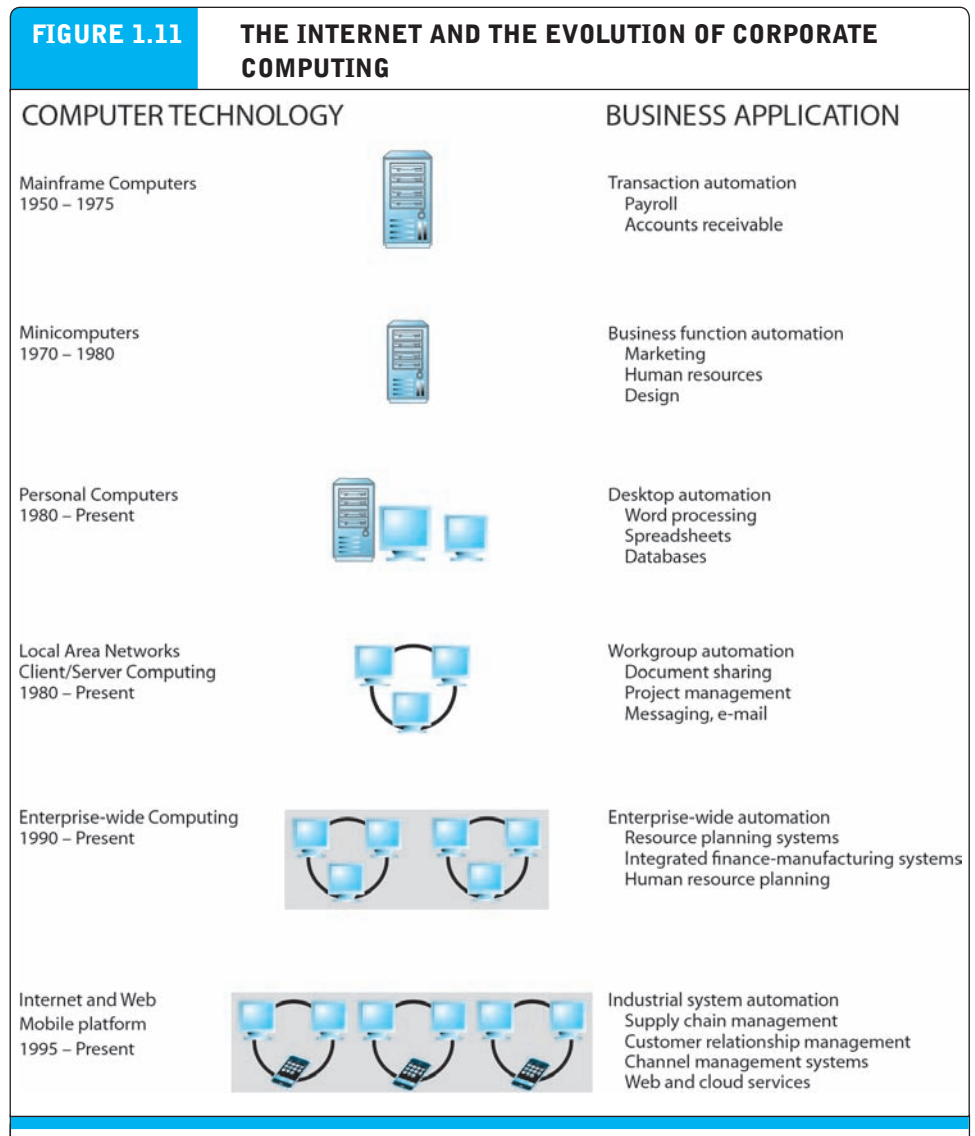 FIGURE 1.11
THE INTERNET AND THE EVOLUTION OF CORPORATE
COMPUTING
COMPUTER TECHNOLOGY
BUSINESS APPLICATION
Mainframe Computers
1950 – 1975
Transaction automation
Payroll
Accounts receivable
Minicomputers
1970 – 1980
Business function automation
Marketing
Human resources
Design
Personal Computers
1980 – Present
Desktop automation
Word processing
Spreadsheets
Databases
Local Area Networks
Client/Server Computing
1980 – Present
Workgroup automation
Document sharing
Project management
Messaging, e-mail
Enterprise-wide Computing
1990 – Present
Enterprise-wide automation
Resource planning systems
Integrated finance-manufacturing systems
Human resource planning
Internet and Web
Mobile platform
1995 – Present
Industrial system automation
Supply chain management
Customer relationship management
Channel management systems
Web and cloud services